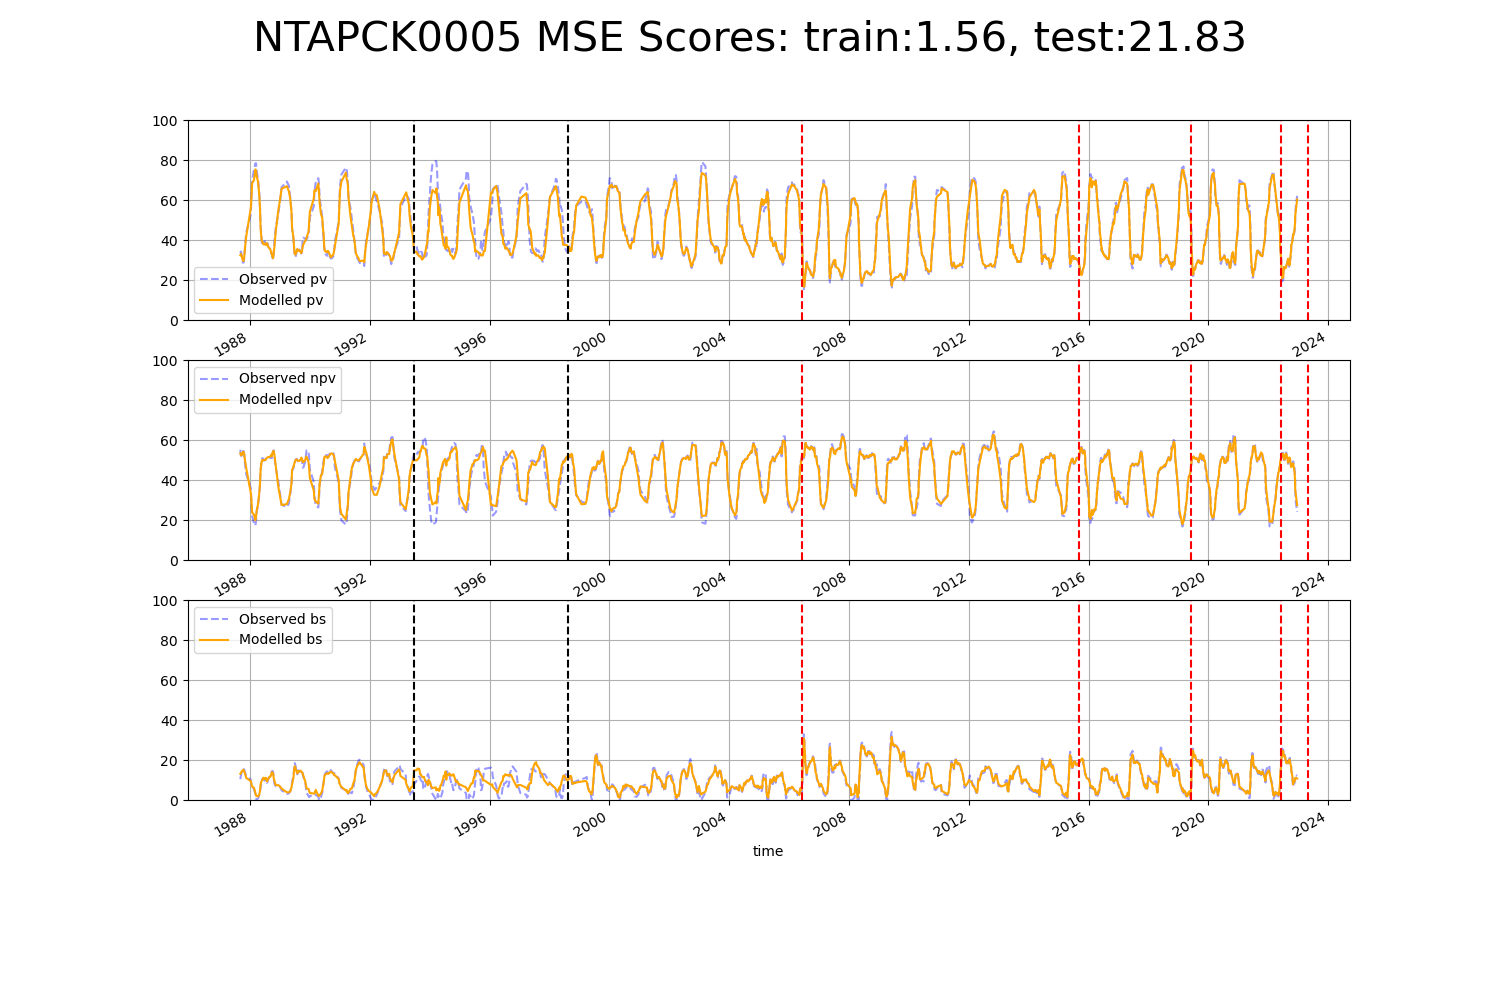 NTAPCK0005 MSE Scores: train:1.56, test:21.83
100
80
60
40
20
0
Observed pv
Modelled pv
1988 1992 1996 2000 2004 2008 2012 2016 2020 2024
100
80
60
40
20
0
Observed npv
Modelled npv
1988 1992 1996 2000 2004 2008 2012 2016 2020 2024
100
80
60
40
20
0
Observed bs
Modelled bs
1988 1992 1996 2000 2004 2008 2012 2016 2020 2024
time